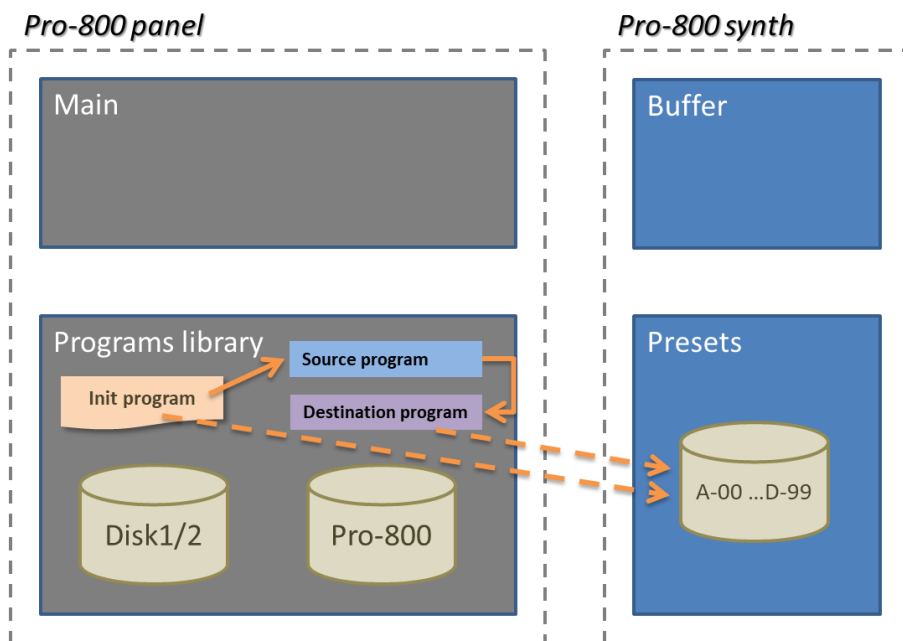 Pro-800 panel
Pro-800 synth
Main
Buffer
Programs library
Source program
Init program
Destination program
Disk1/2
Pro-800
Presets
A-00 ...D-99